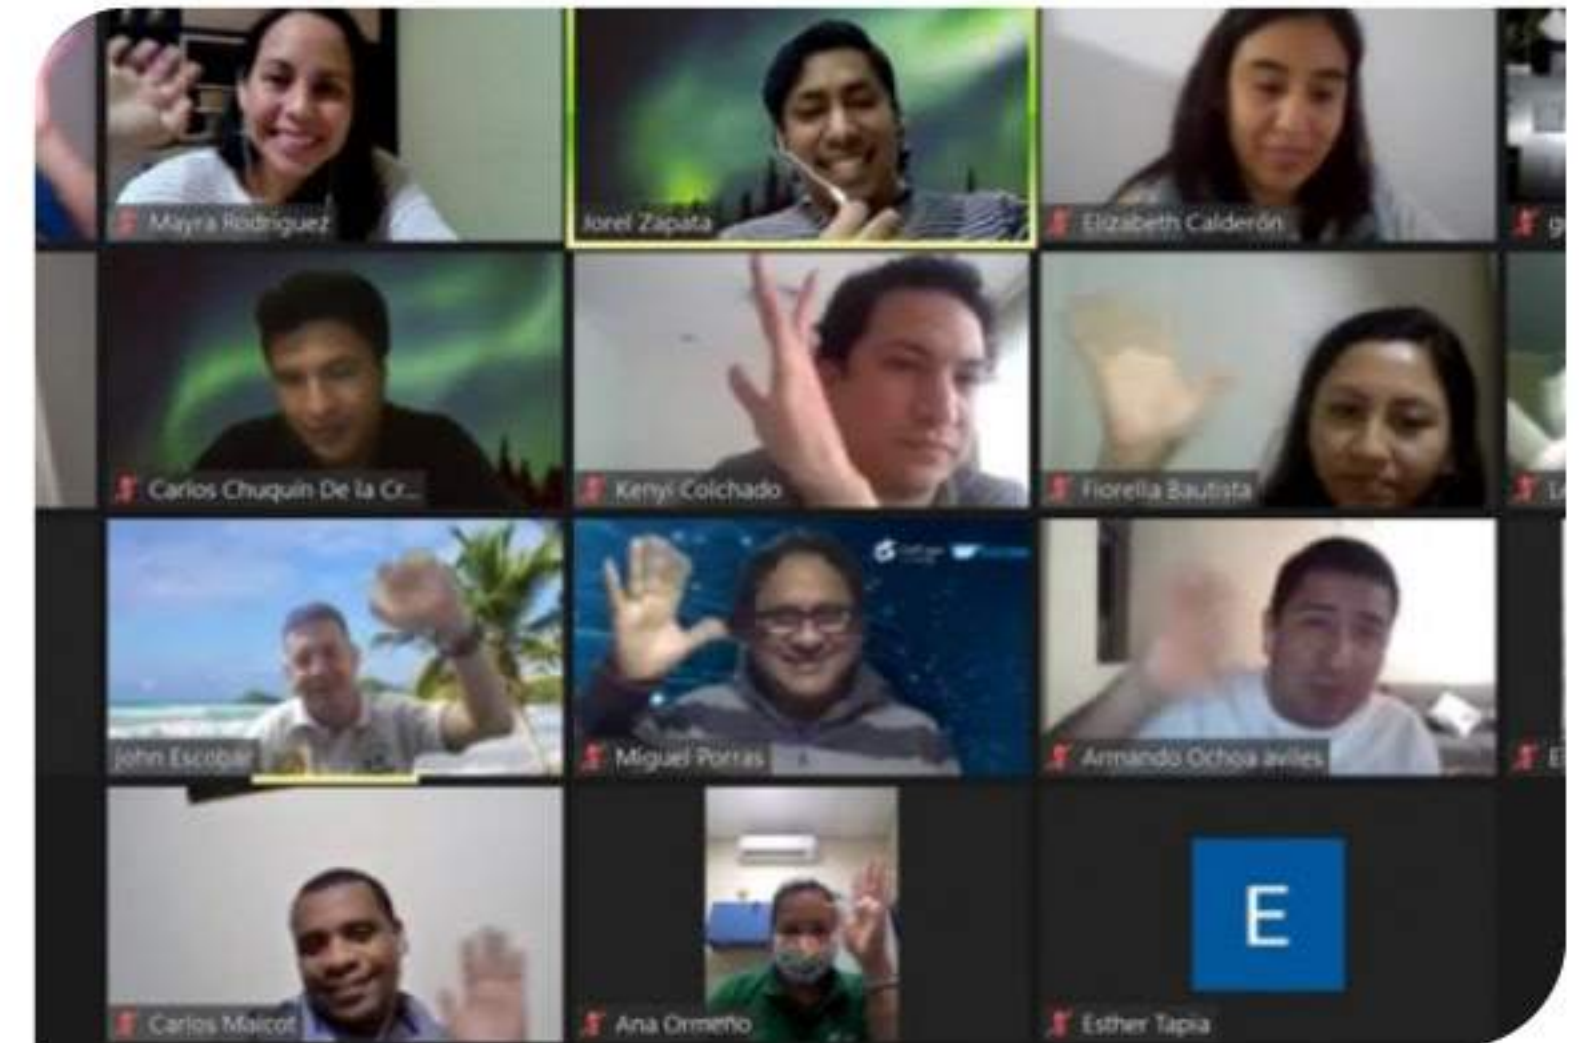 Mayra Rodriguez
Jorel Zapata
Elizabeth Calderón
g
Carlos Chuquin De la Cr...
Kenyi Colchado
Fiorella Bautista
John Escobar
Miguel Porras
Armando Ochoa aviles
E
Carlos Maicot
Ana Ormeño
E
Esther Tapia